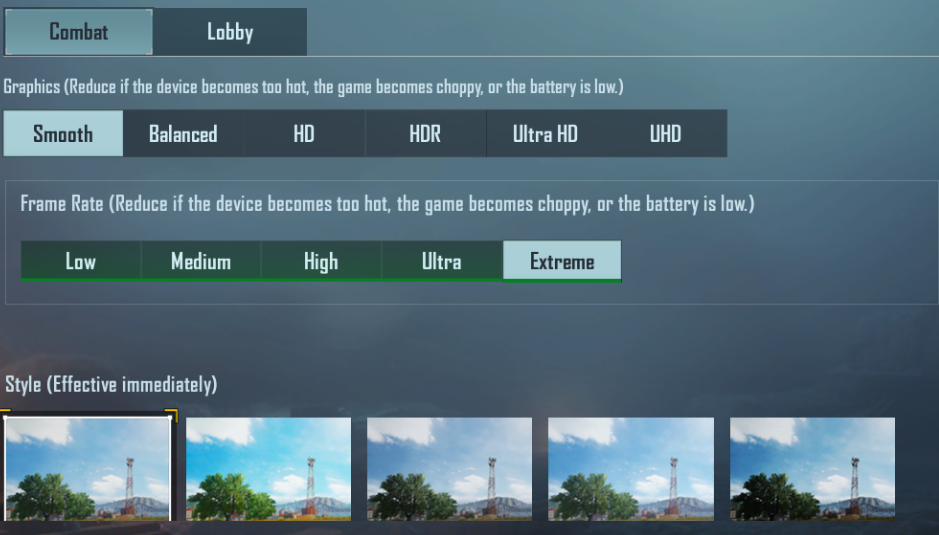 Combat Lobby
Graphics (Reduce if the device becomes too hot, the game becomes choppy, or the battery is low.)
Smooth Balanced HD HDR Ultra HD UHD
Frame Rate (Reduce if the device becomes too hot, the game becomes choppy, or the battery is low.)
Low Medium High Ultra Extreme
Style (Effective immediately)